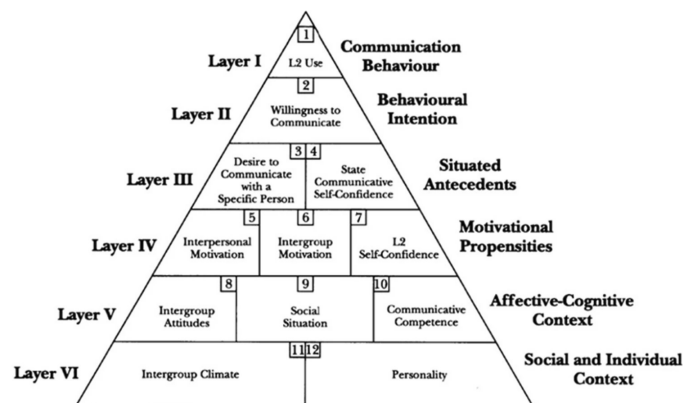 1
Layer I
L2 Use
Communication
Behaviour
2
Layer II
Willingness to
Communicate
Behavioural
Intention
3 4
Layer III
Desire to
Communicate
with a
Specific Person
State
Communicative
Self-Confidence
Situated
Antecedents
5 6 7
Layer IV
Interpersonal
Motivation
Intergroup
Motivation
L2
Self-Confidence
Motivational
Propensities
8 9 10
Layer V
Intergroup
Attitudes
Social
Situation
Communicative
Competence
Affective-Cognitive
Context
11 12
Layer VI
Intergroup Climate
Personality
Social and Individual
Context